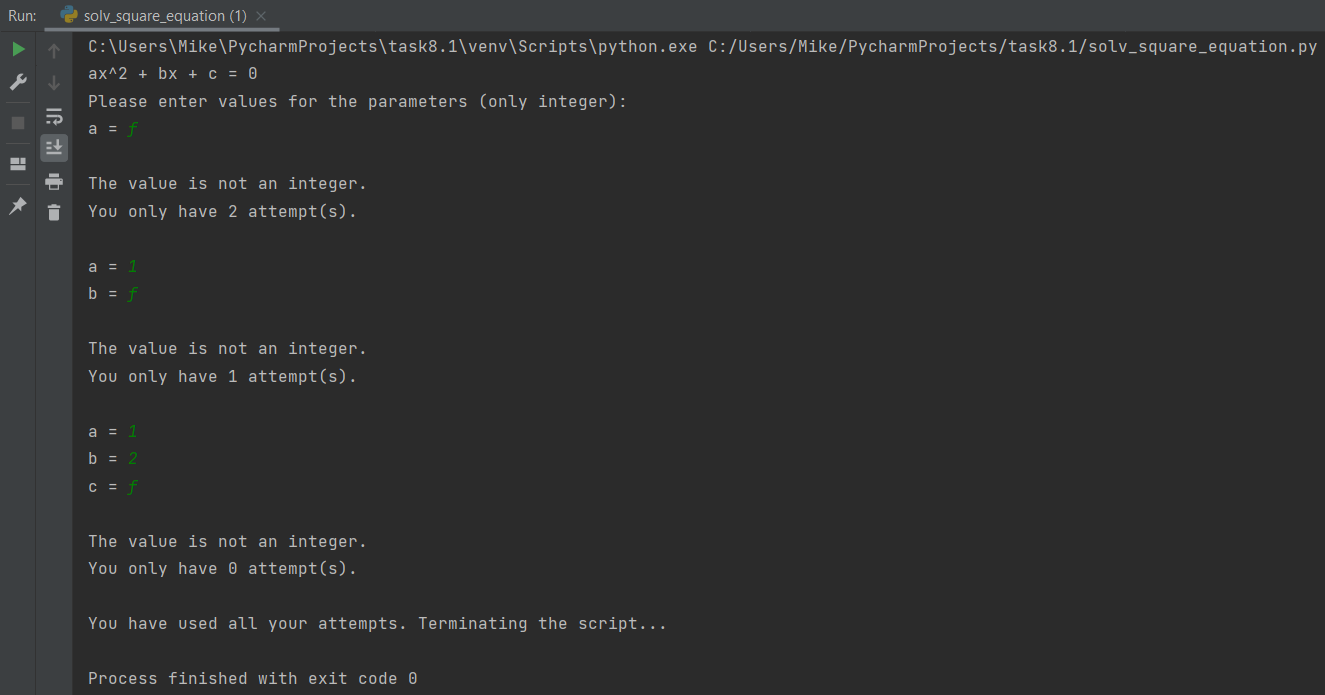 Run: solv_square_equation (1)
C:\Users\Mike\PycharmProjects\task8.1\venv\Scripts\python.exe C:/Users/Mike/PycharmProjects/task8.1/solv_square_equation.py
ax^2 + bx + c = 0
Please enter values for the parameters (only integer):
a = f
The value is not an integer.
You only have 2 attempt(s).
a = 1
b = f
The value is not an integer.
You only have 1 attempt(s).
a = 1
b = 2
c = f
The value is not an integer.
You only have 0 attempt(s).
You have used all your attempts. Terminating the script...
Process finished with exit code 0